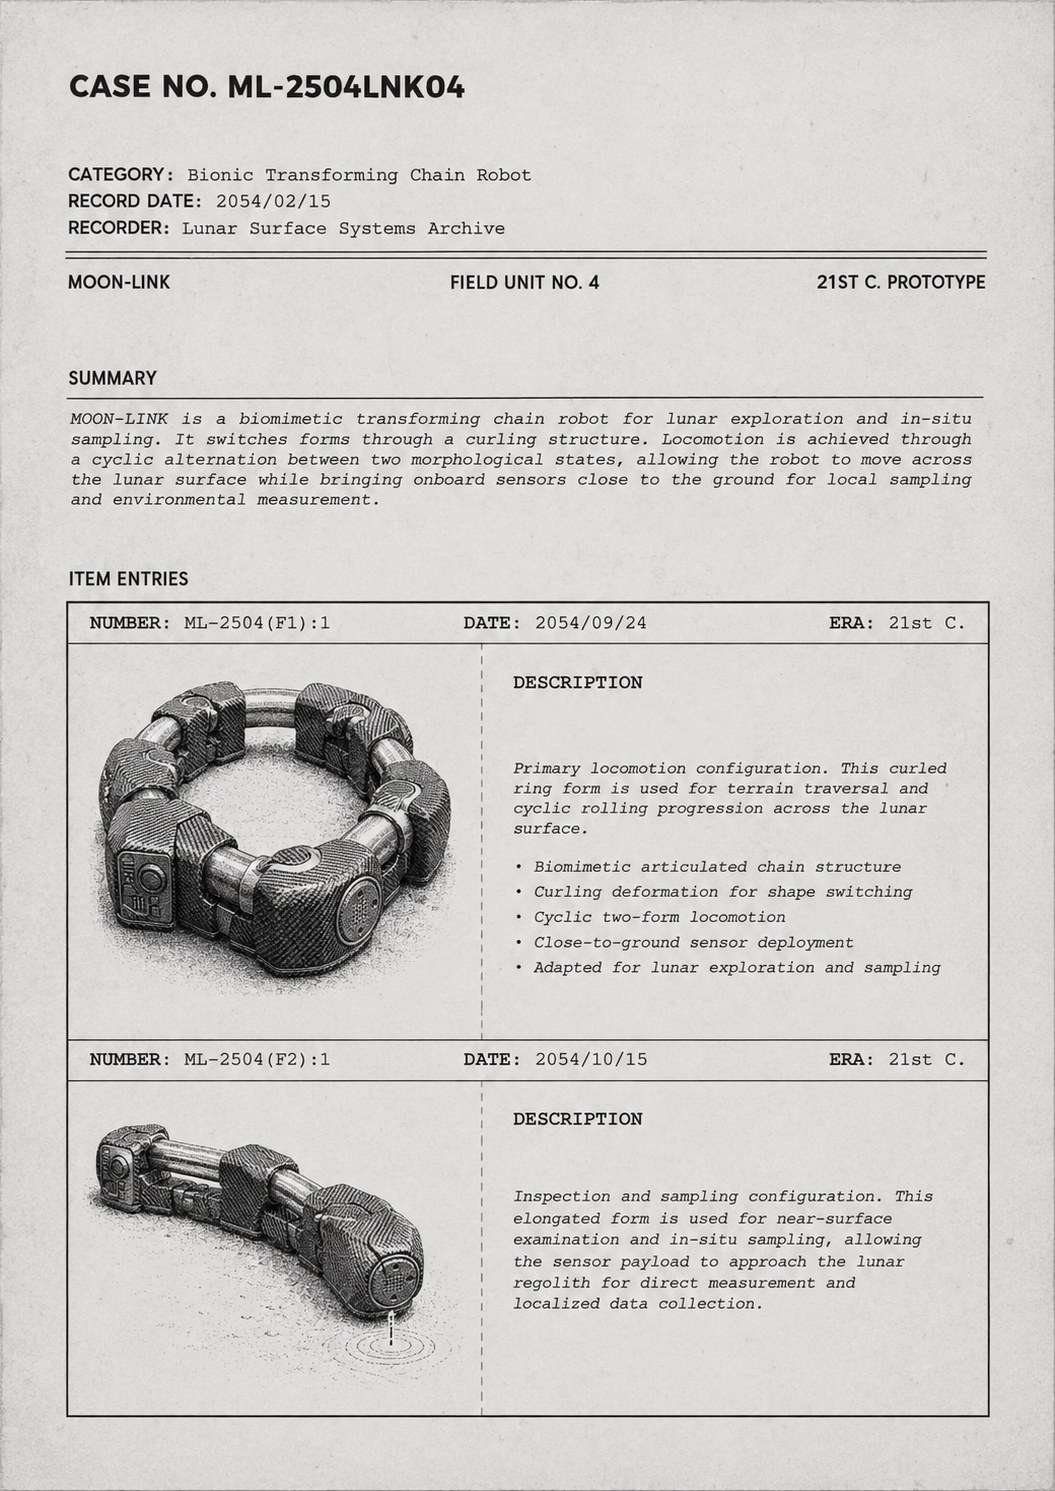 CASE NO. ML-2504LNK04
CATEGORY: Bionic Transforming Chain Robot
RECORD DATE: 2054/02/15
RECORDER: Lunar Surface Systems Archive
MOON-LINK FIELD UNIT NO. 4 21ST C. PROTOTYPE
SUMMARY
MOON-LINK is a biomimetic transforming chain robot for lunar exploration and in-situ
sampling. It switches forms through a curling structure. Locomotion is achieved through
a cyclic alternation between two morphological states, allowing the robot to move across
the lunar surface while bringing onboard sensors close to the ground for local sampling
and environmental measurement.
ITEM ENTRIES
NUMBER: ML-2504(F1):1 DATE: 2054/09/24 ERA: 21st C.
DESCRIPTION
Primary locomotion configuration. This curled
ring form is used for terrain traversal and
cyclic rolling progression across the lunar
surface.
• Biomimetic articulated chain structure
• Curling deformation for shape switching
• Cyclic two-form locomotion
• Close-to-ground sensor deployment
• Adapted for lunar exploration and sampling
NUMBER: ML-2504(F2):1 DATE: 2054/10/15 ERA: 21st C.
DESCRIPTION
Inspection and sampling configuration. This
elongated form is used for near-surface
examination and in-situ sampling, allowing
the sensor payload to approach the lunar
regolith for direct measurement and
localized data collection.